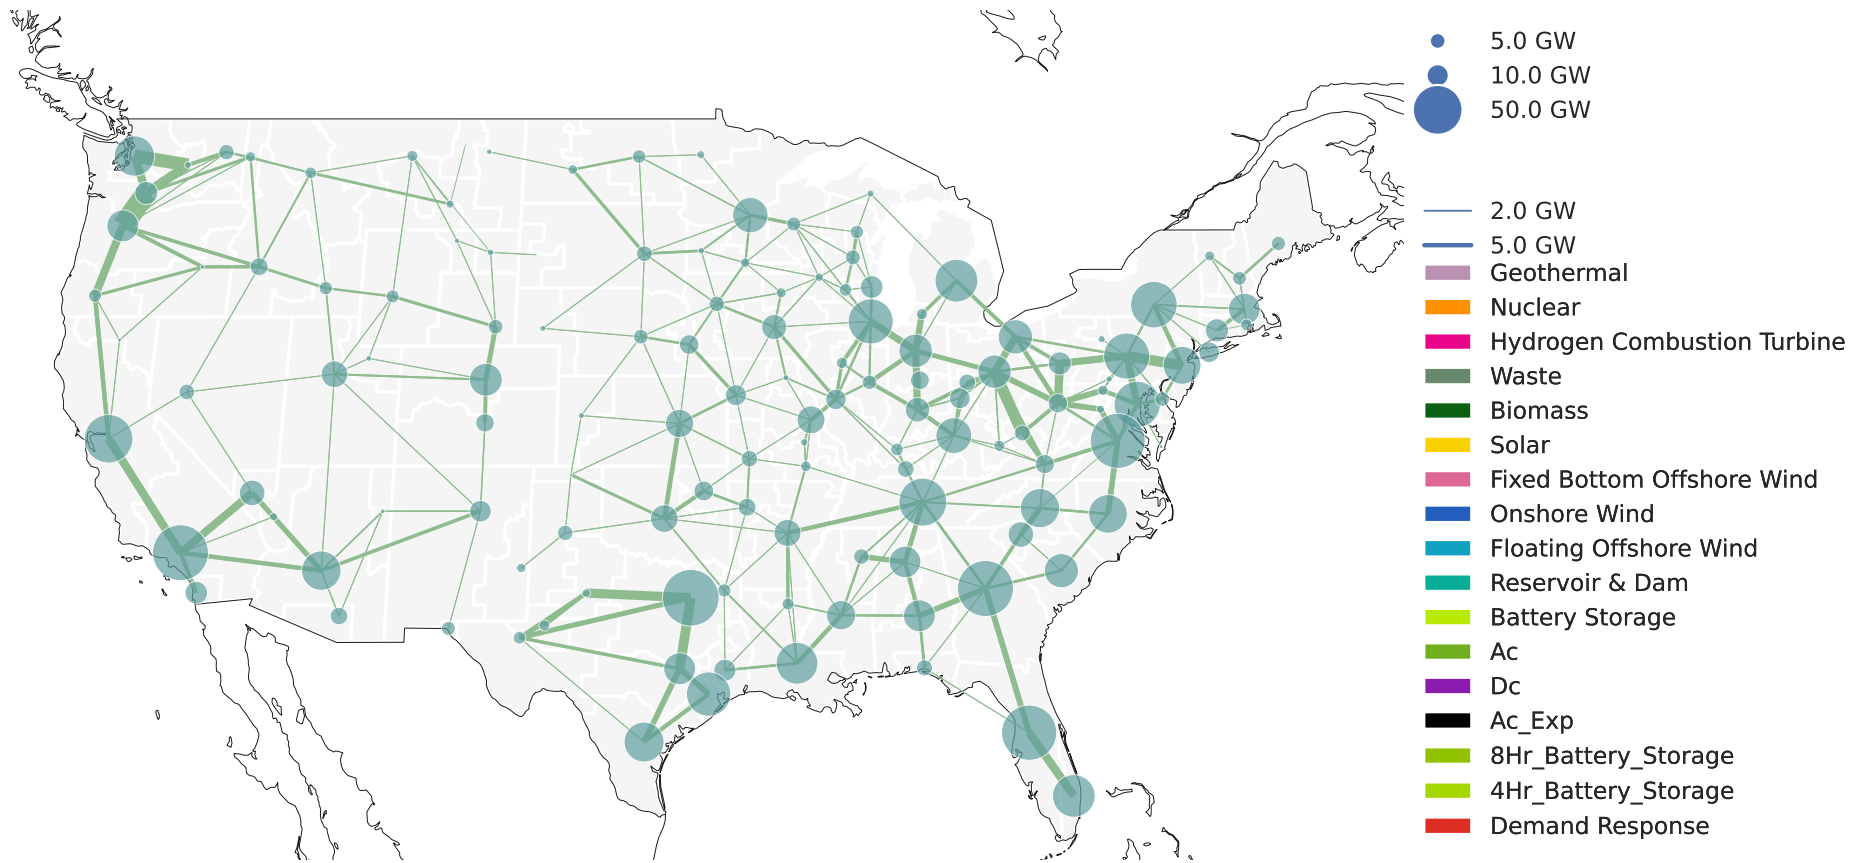 5.0 GW
10.0 GW
50.0 GW
2.0 GW
5.0 GW
Geothermal
Nuclear
Hydrogen Combustion Turbine
Waste
Biomass
Solar
Fixed Bottom Offshore Wind
Onshore Wind
Floating Offshore Wind
Reservoir & Dam
Battery Storage
Ac
Dc
Ac_Exp
8Hr_Battery_Storage
4Hr_Battery_Storage
Demand Response